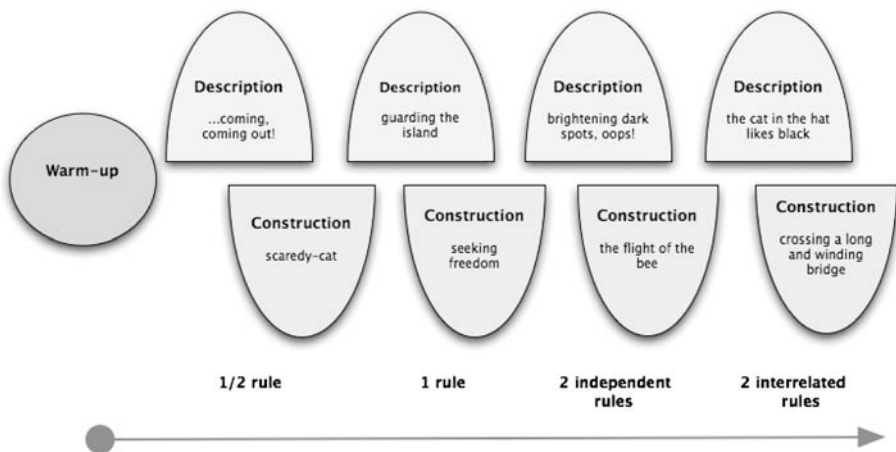 Warm-up
Description
...coming,
coming out!
Description
guarding the
island
Description
brightening dark
spots, oops!
Description
the cat in the hat
likes black
Construction
scaredy-cat
Construction
seeking
freedom
Construction
the flight of the
bee
Construction
crossing a long
and winding
bridge
1/2 rule
1 rule
2 independent
rules
2 interrelated
rules